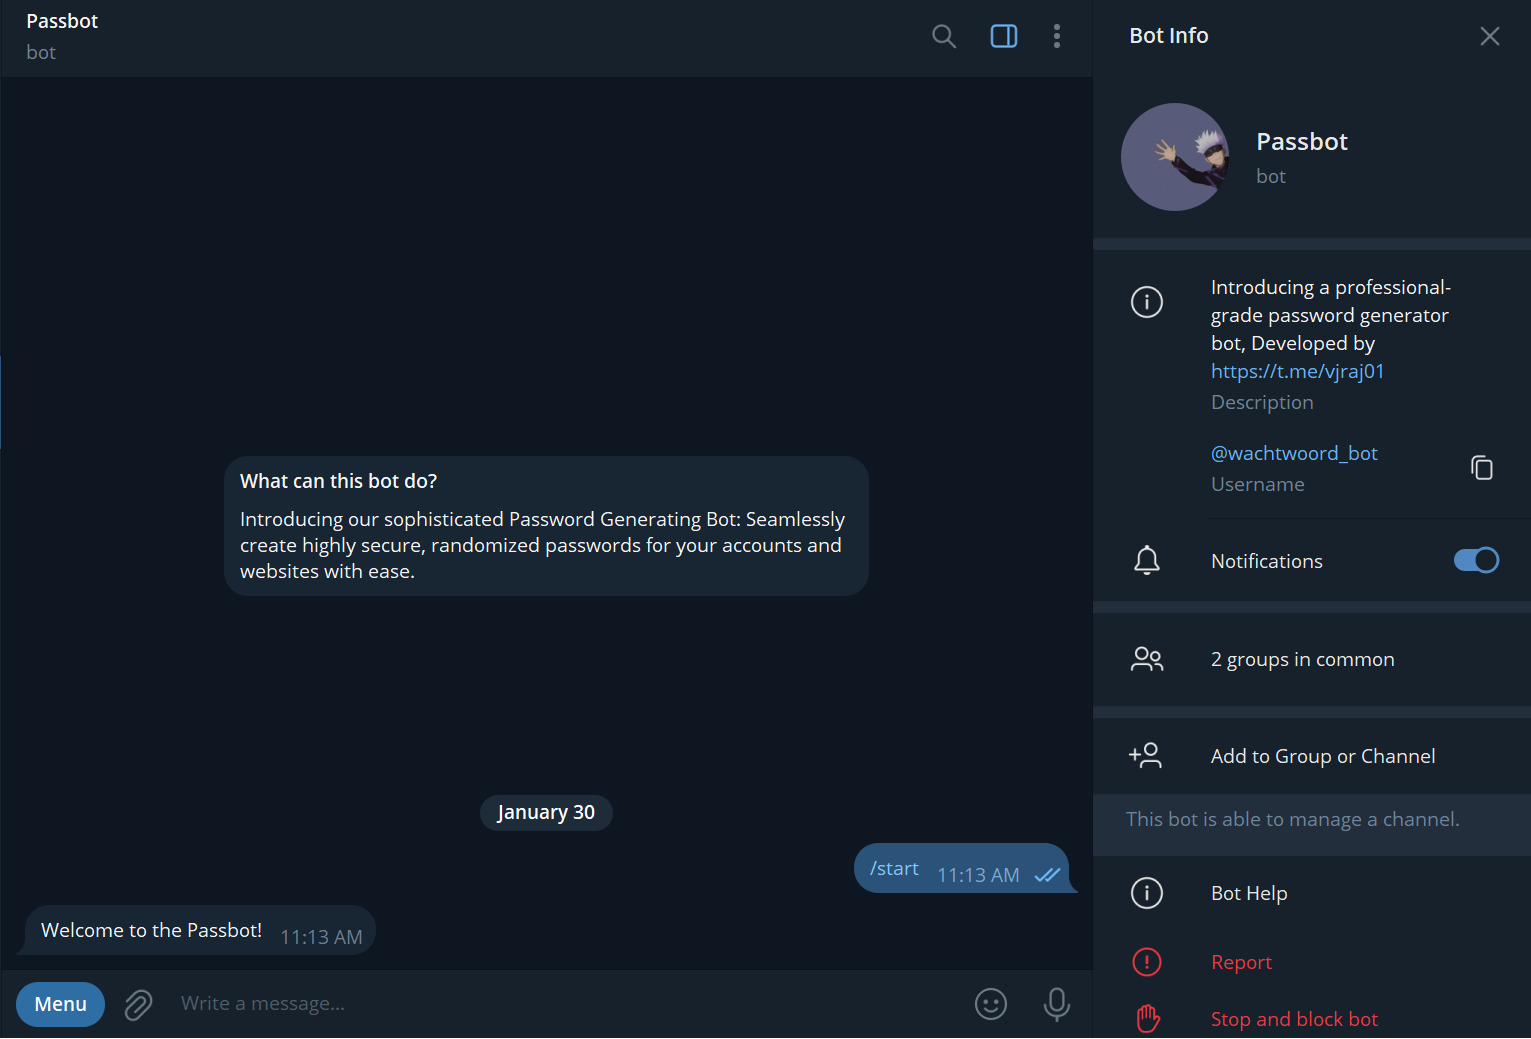 Passbot
bot
What can this bot do?
Introducing our sophisticated Password Generating Bot: Seamlessly
create highly secure, randomized passwords for your accounts and
websites with ease.
January 30
/start 11:13 AM
Welcome to the Passbot! 11:13 AM
Menu
Write a message...
Bot Info
Passbot
bot
Introducing a professional-
grade password generator
bot, Developed by
https://t.me/vjraj01
Description
@wachtwoord_bot
Username
Notifications
2 groups in common
Add to Group or Channel
This bot is able to manage a channel.
Bot Help
Report
Stop and block bot